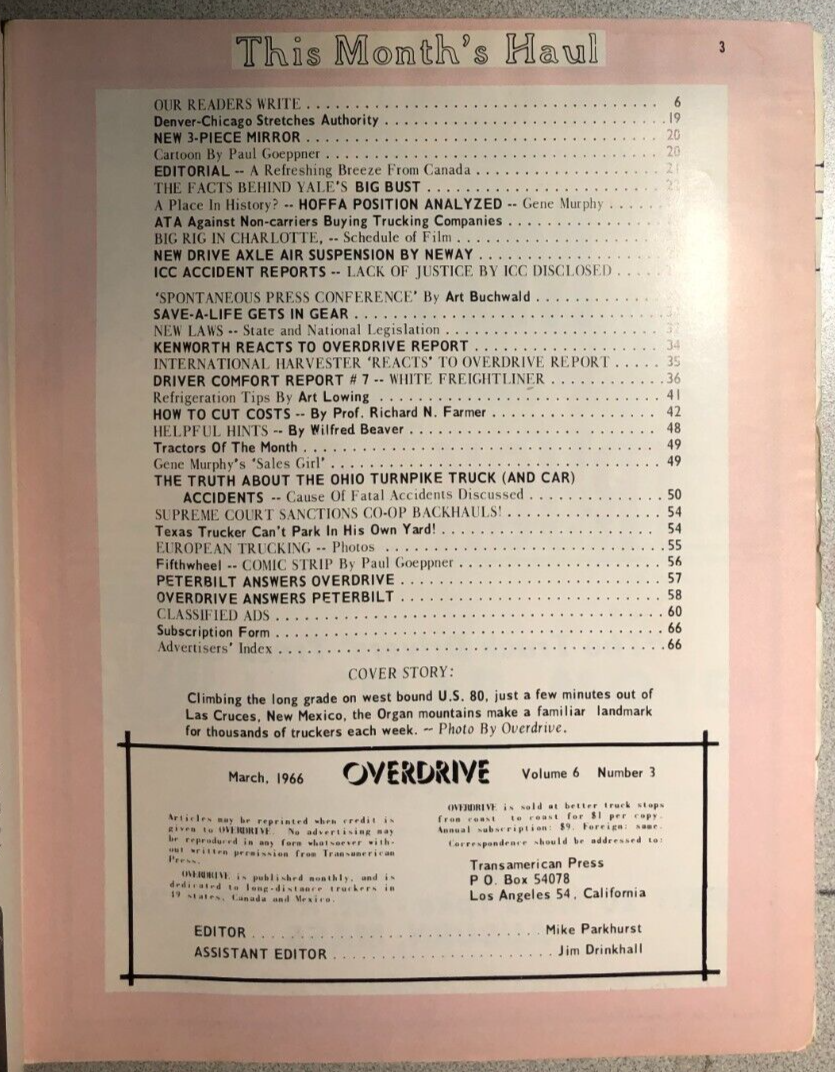 This Month's Haul
3
OUR READERS WRITE . . . . . . . . . . . . . . . . . . . . 6
Denver-Chicago Stretches Authority . . . . . . . . . . . . . . . . . . . . 19
NEW 3-PIECE MIRROR . . . . . . . . . . . . . . . . . . . . 20
Cartoon By Paul Goeppner . . . . . . . . . . . . . . . . . . . . 20
EDITORIAL -- A Refreshing Breeze From Canada . . . . . . . . . . . . . . . 21
THE FACTS BEHIND YALE'S BIG BUST . . . . . . . . . . . . . . . . . . . .
A Place In History? -- HOFFA POSITION ANALYZED -- Gene Murphy . . . . .
ATA Against Non-carriers Buying Trucking Companies . . . . . . . . . . . . .
BIG RIG IN CHARLOTTE, -- Schedule of Film . . . . . . . . . . . . . . . .
NEW DRIVE AXLE AIR SUSPENSION BY NEWAY . . . . . . . . . . . . . . .
ICC ACCIDENT REPORTS -- LACK OF JUSTICE BY ICC DISCLOSED . . . . .
'SPONTANEOUS PRESS CONFERENCE' By Art Buchwald . . . . . . . . . . .
SAVE-A-LIFE GETS IN GEAR . . . . . . . . . . . . . . . . . . . .
NEW LAWS -- State and National Legislation . . . . . . . . . . . . . . . . . 32
KENWORTH REACTS TO OVERDRIVE REPORT . . . . . . . . . . . . . . . 34
INTERNATIONAL HARVESTER 'REACTS' TO OVERDRIVE REPORT . . . . . 35
DRIVER COMFORT REPORT # 7 -- WHITE FREIGHTLINER . . . . . . . . . . 36
Refrigeration Tips By Art Lowing . . . . . . . . . . . . . . . . . . . . 41
HOW TO CUT COSTS -- By Prof. Richard N. Farmer . . . . . . . . . . . . . 42
HELPFUL HINTS -- By Wilfred Beaver . . . . . . . . . . . . . . . . . . . . 48
Tractors Of The Month . . . . . . . . . . . . . . . . . . . . 49
Gene Murphy's 'Sales Girl' . . . . . . . . . . . . . . . . . . . . 49
THE TRUTH ABOUT THE OHIO TURNPIKE TRUCK (AND CAR)
ACCIDENTS -- Cause Of Fatal Accidents Discussed . . . . . . . . . . . 50
SUPREME COURT SANCTIONS CO-OP BACKHAULS! . . . . . . . . . . . . . 54
Texas Trucker Can't Park In His Own Yard! . . . . . . . . . . . . . . . . . 54
EUROPEAN TRUCKING -- Photos . . . . . . . . . . . . . . . . . . . . 55
Fifthwheel -- COMIC STRIP By Paul Goeppner . . . . . . . . . . . . . . . . 56
PETERBILT ANSWERS OVERDRIVE . . . . . . . . . . . . . . . . . . . . 57
OVERDRIVE ANSWERS PETERBILT . . . . . . . . . . . . . . . . . . . . 58
CLASSIFIED ADS . . . . . . . . . . . . . . . . . . . . 60
Subscription Form . . . . . . . . . . . . . . . . . . . . 66
Advertisers' Index . . . . . . . . . . . . . . . . . . . . 66
COVER STORY:
Climbing the long grade on west bound U.S. 80, just a few minutes out of
Las Cruces, New Mexico, the Organ mountains make a familiar landmark
for thousands of truckers each week. -- Photo By Overdrive.
March, 1966 OVERDRIVE Volume 6 Number 3
Articles may be reprinted when credit is
given to OVERDRIVE. No advertising may
be reproduced in any form whatsoever with-
out written permission from Transamerican
Press.
OVERDRIVE is published monthly, and is
dedicated to long-distance truckers in
49 states, Canada and Mexico.
OVERDRIVE is sold at better truck stops
from coast to coast for $1 per copy.
Annual subscription: $9. Foreign: same.
Correspondence should be addressed to:
Transamerican Press
P O. Box 54078
Los Angeles 54, California
EDITOR . . . . . . . . . . . . . . . . . . . . Mike Parkhurst
ASSISTANT EDITOR . . . . . . . . . . . . . . . . . . . . Jim Drinkhall